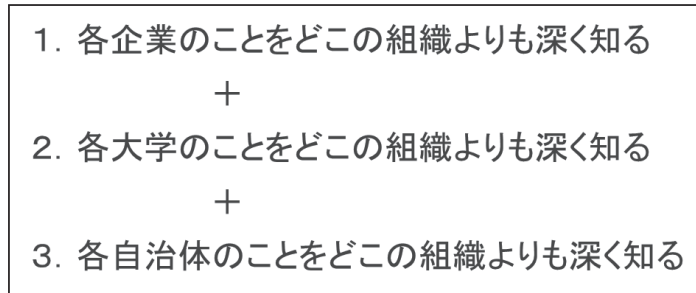 １．各企業のことをどこの組織よりも深く知る
＋
２．各大学のことをどこの組織よりも深く知る
＋
３．各自治体のことをどこの組織よりも深く知る